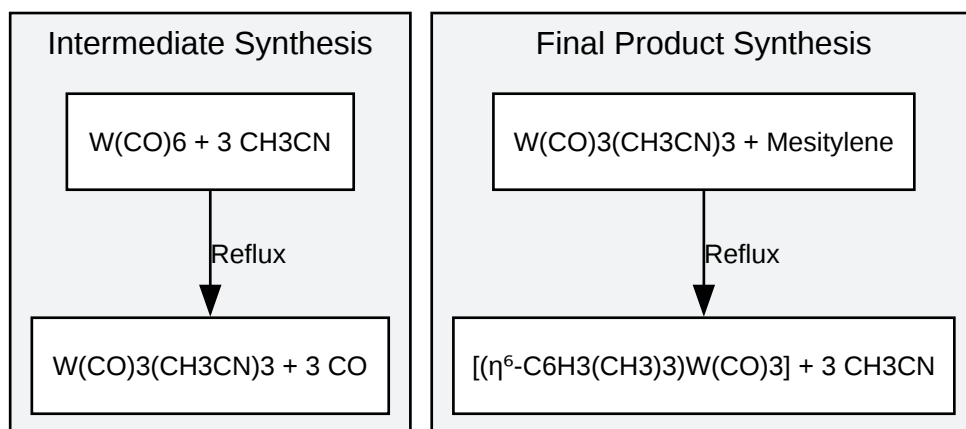 Intermediate Synthesis
W(CO)6 + 3 CH3CN
Reflux
W(CO)3(CH3CN)3 + 3 CO
Final Product Synthesis
W(CO)3(CH3CN)3 + Mesitylene
Reflux
[(η⁶-C6H3(CH3)3)W(CO)3] + 3 CH3CN